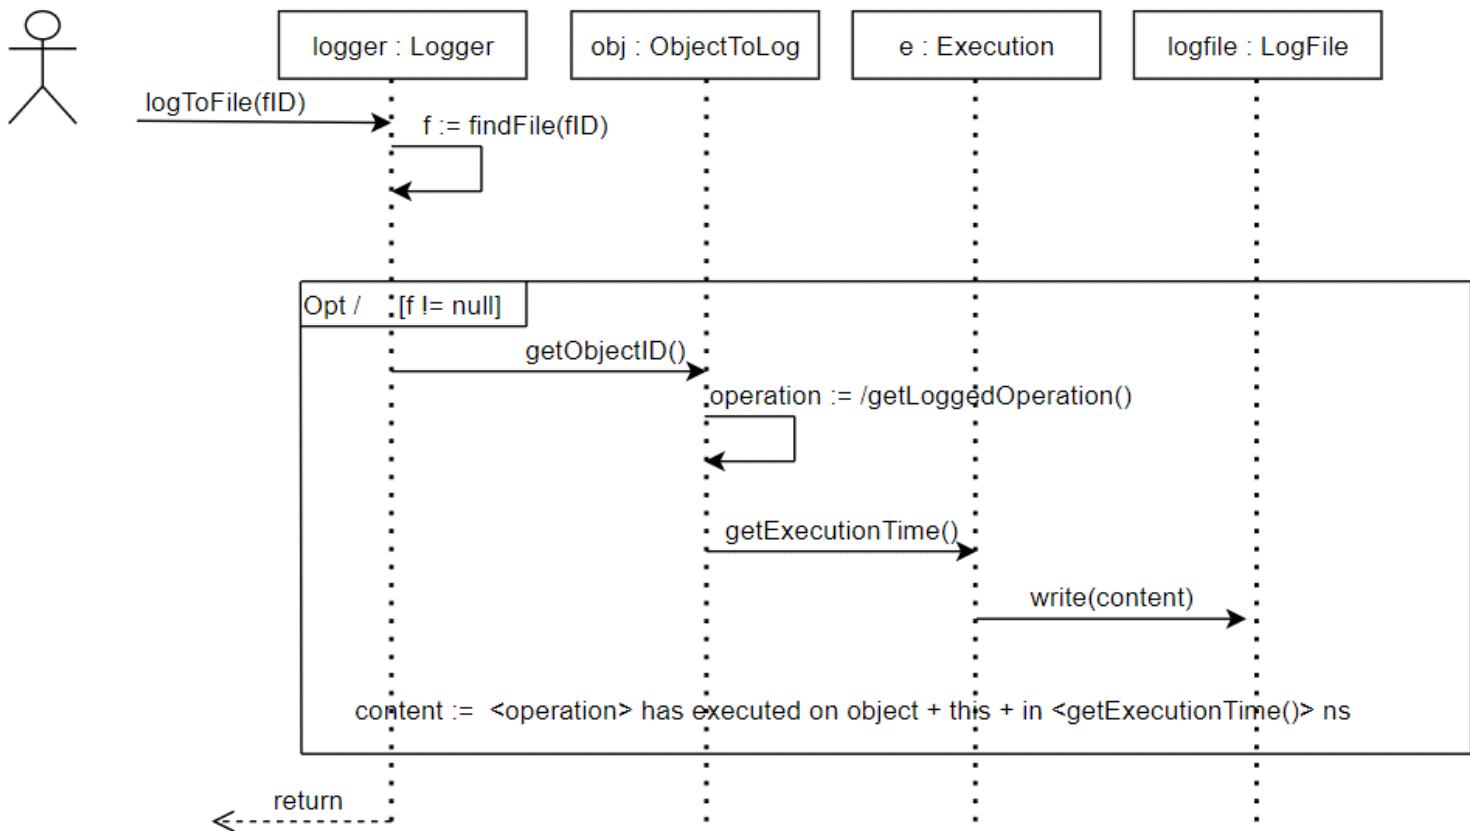 logger : Logger
obj : ObjectToLog
e : Execution
logfile : LogFile
logToFile(fID)
f := findFile(fID)
Opt / [f != null]
getObjectID()
operation := /getLoggedOperation()
getExecutionTime()
write(content)
content := <operation> has executed on object + this + in <getExecutionTime()> ns
return